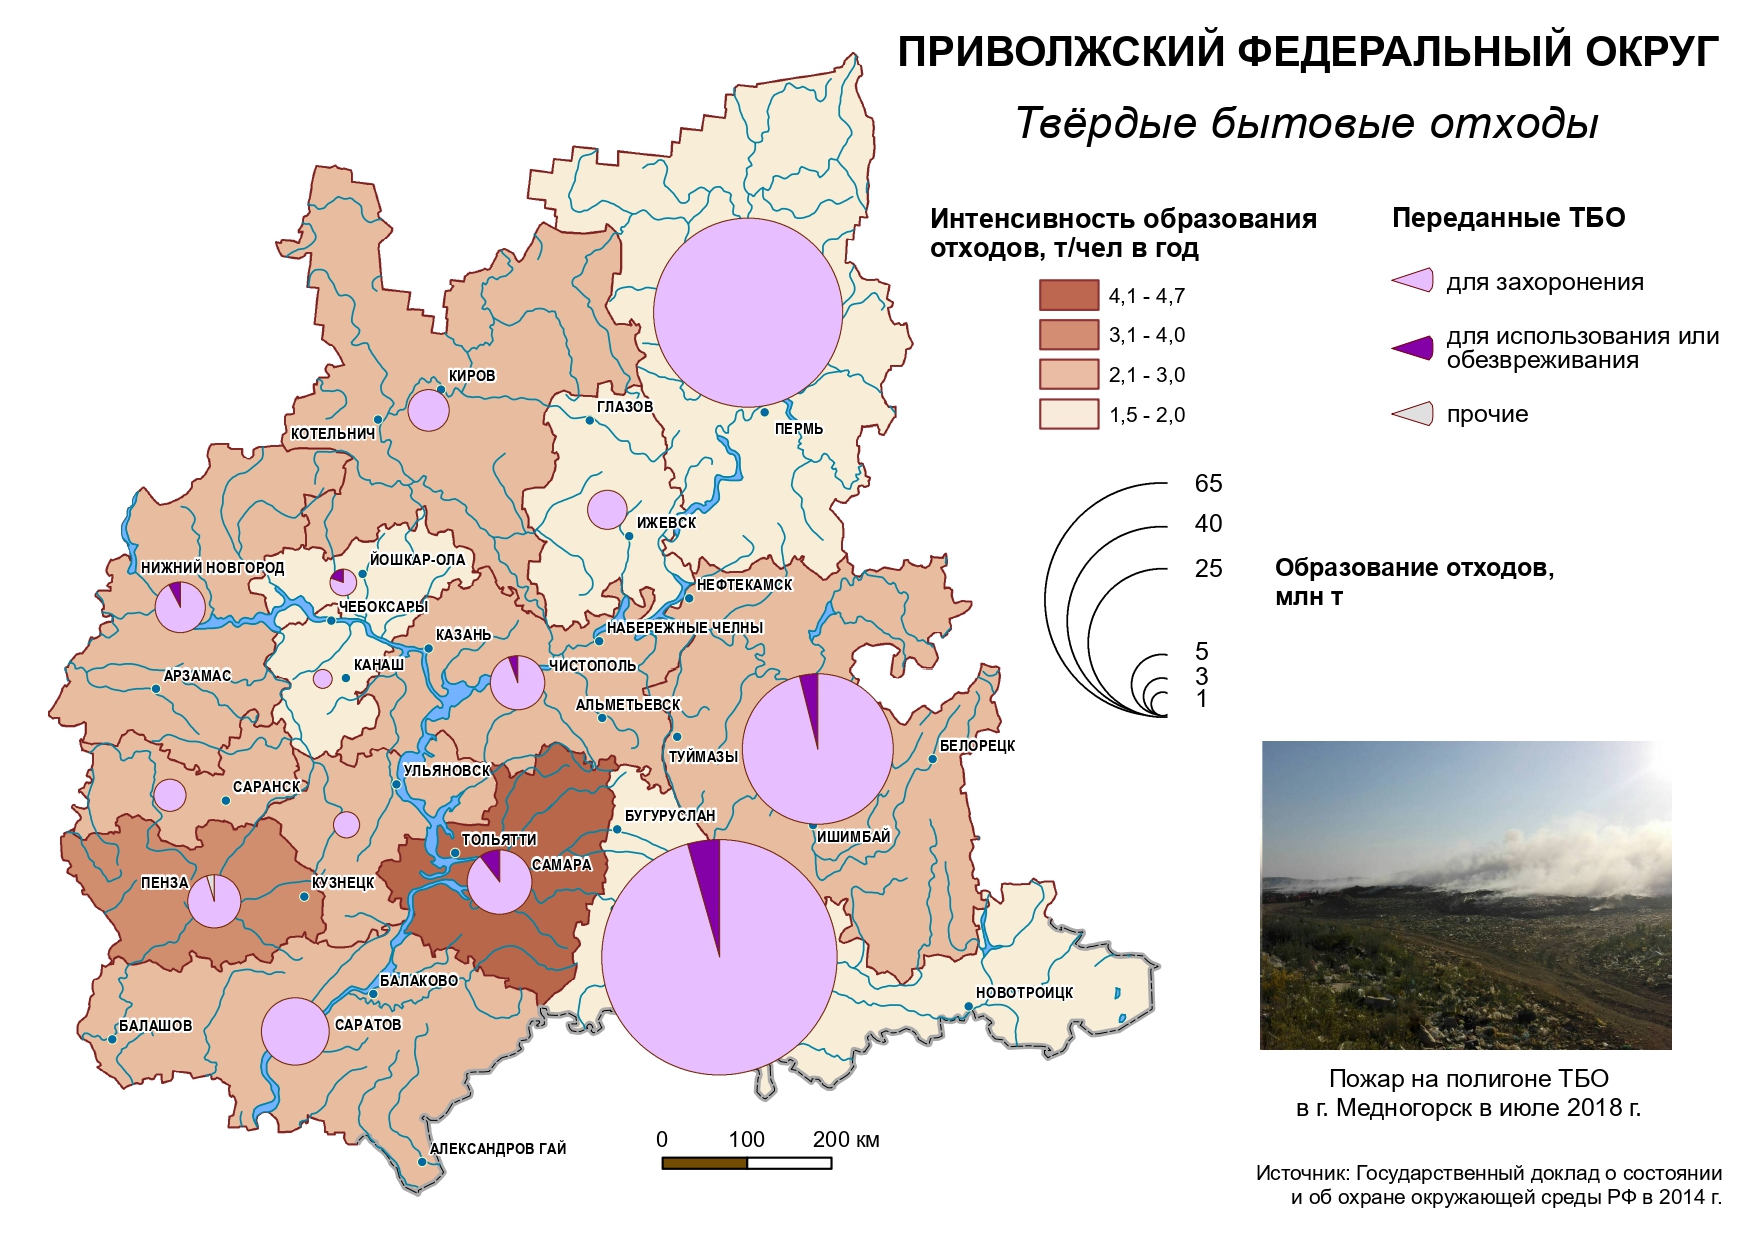 ПРИВОЛЖСКИЙ ФЕДЕРАЛЬНЫЙ ОКРУГ
Твёрдые бытовые отходы
Интенсивность образования
отходов, т/чел в год
4,1 - 4,7
3,1 - 4,0
2,1 - 3,0
1,5 - 2,0
Переданные ТБО
для захоронения
для использования или
обезвреживания
прочие
65
40
25
5
3
1
Образование отходов,
млн т
КИРОВ
КОТЕЛЬНИЧ
ГЛАЗОВ
ПЕРМЬ
ИЖЕВСК
ЙОШКАР-ОЛА
НИЖНИЙ НОВГОРОД
НЕФТЕКАМСК
ЧЕБОКСАРЫ
НАБЕРЕЖНЫЕ ЧЕЛНЫ
КАЗАНЬ
КАНАШ
ЧИСТОПОЛЬ
АРЗАМАС
АЛЬМЕТЬЕВСК
БЕЛОРЕЦК
ТУЙМАЗЫ
УЛЬЯНОВСК
САРАНСК
БУГУРУСЛАН
ИШИМБАЙ
ТОЛЬЯТТИ
САМАРА
ПЕНЗА
КУЗНЕЦК
БАЛАКОВО
НОВОТРОИЦК
БАЛАШОВ
САРАТОВ
АЛЕКСАНДРОВ ГАЙ
0 100 200 км
Пожар на полигоне ТБО
в г. Медногорск в июле 2018 г.
Источник: Государственный доклад о состоянии
и об охране окружающей среды РФ в 2014 г.